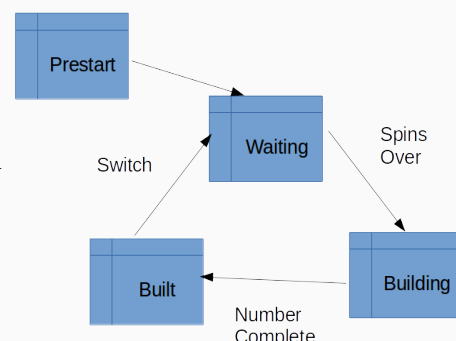 Prestart
Waiting
Spins
Over
Switch
Building
Built
Number
Complete